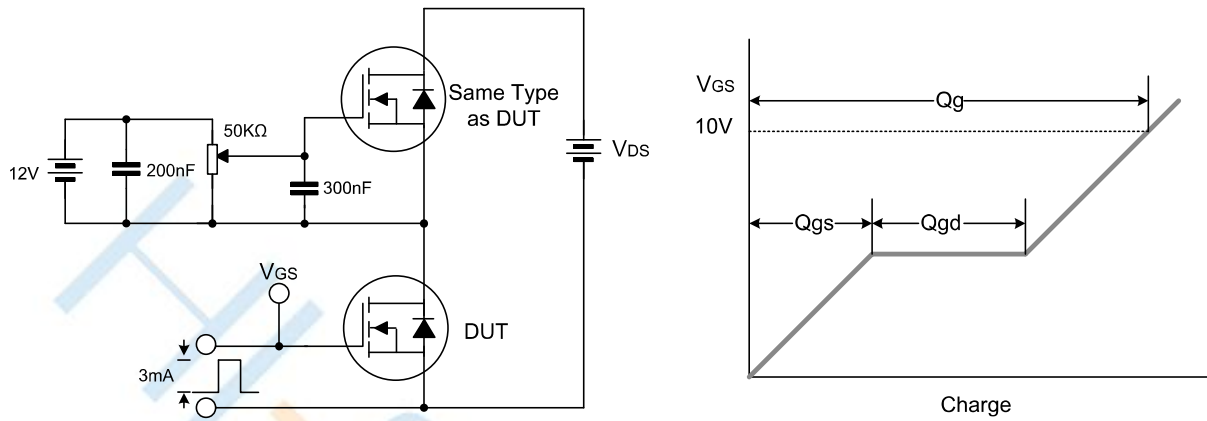 12V
200nF
50KΩ
300nF
Same Type
as DUT
VDS
VGS
3mA
DUT
VGS
10V
Qg
Qgs
Qgd
Charge